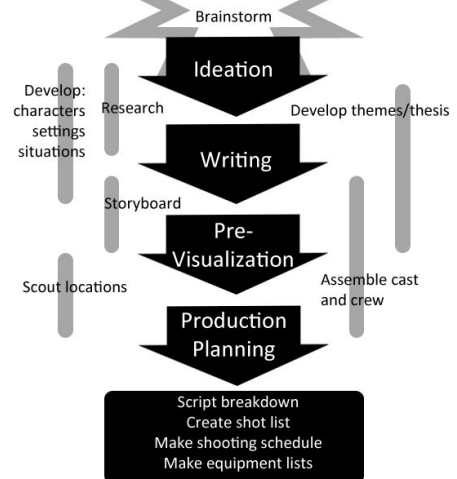 Brainstorm
Ideation
Develop:
characters
settings
situations
Research
Develop themes/thesis
Writing
Storyboard
Pre-
Visualization
Scout locations
Assemble cast
and crew
Production
Planning
Script breakdown
Create shot list
Make shooting schedule
Make equipment lists